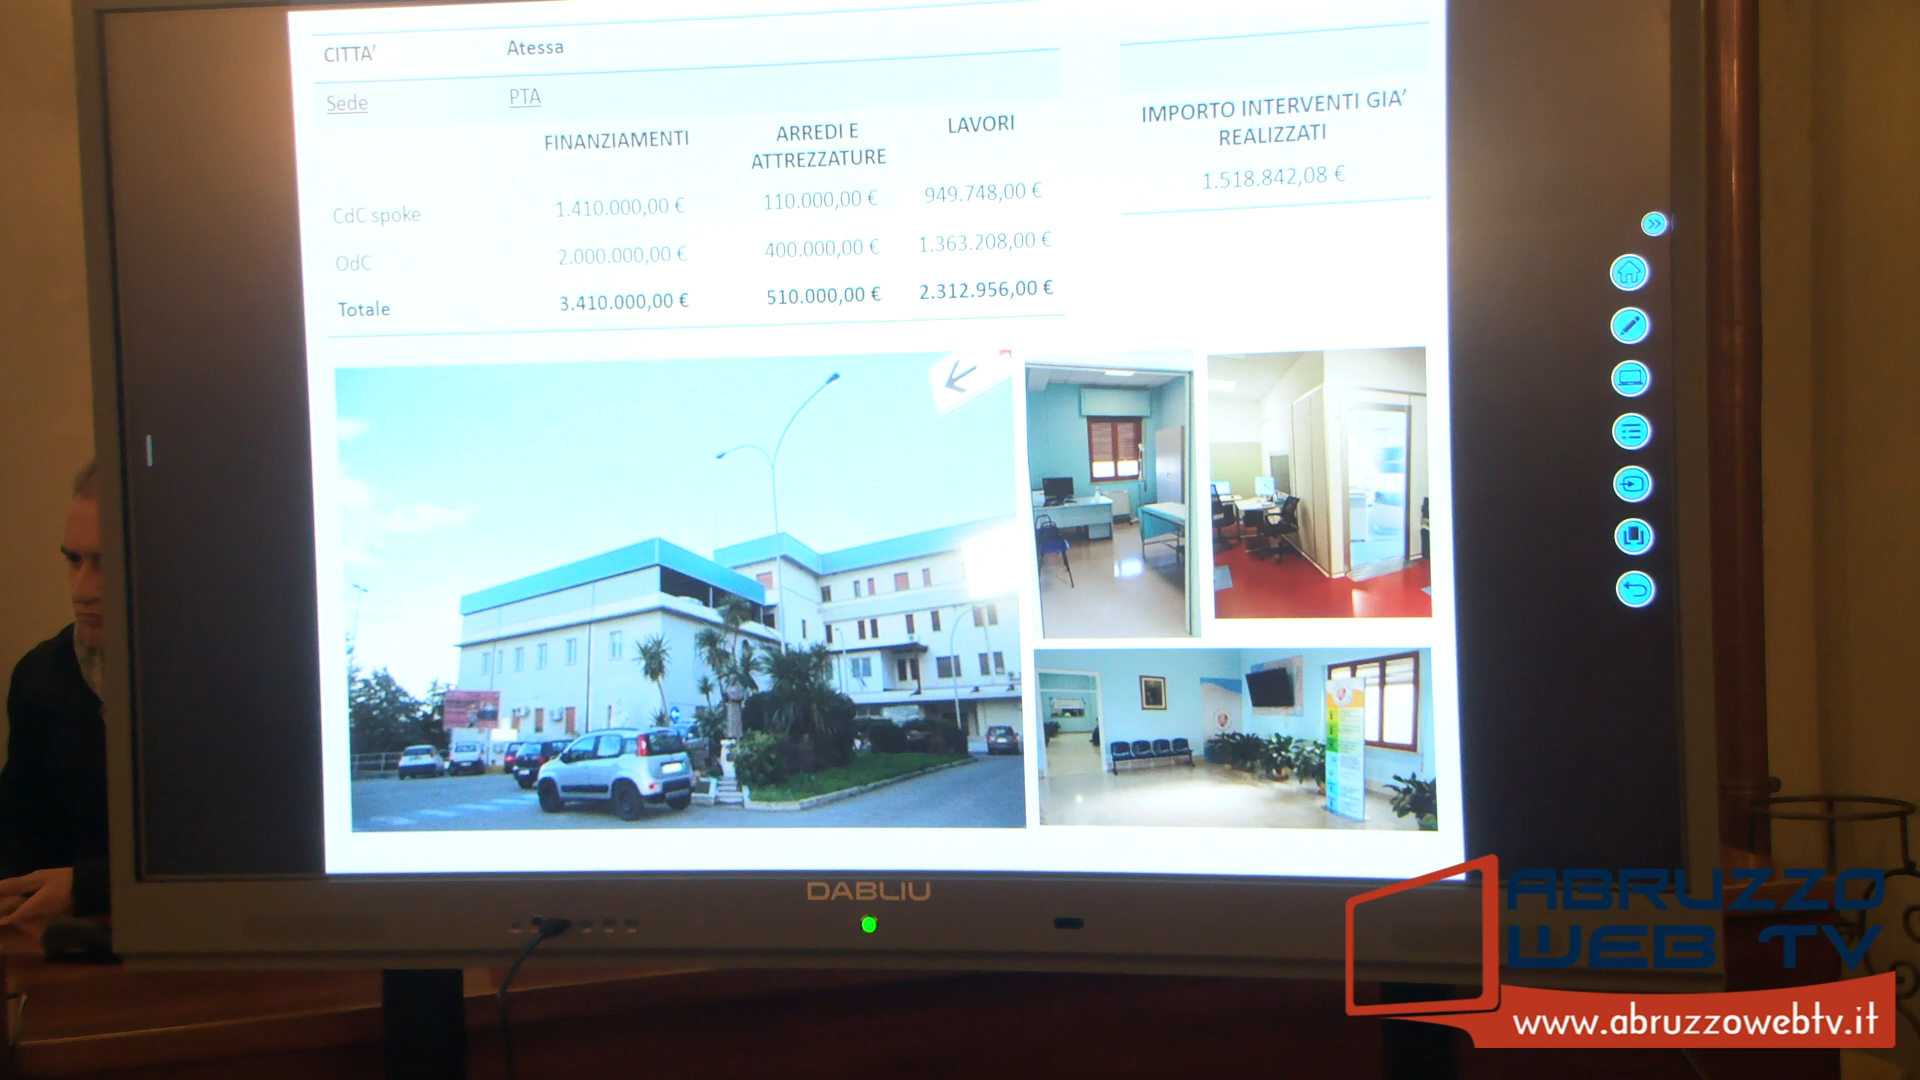 CITTA’ Atessa
Sede PTA
FINANZIAMENTI ARREDI E ATTREZZATURE LAVORI
CdC spoke 1.410.000,00 € 110.000,00 € 949.748,00 €
OdC 2.000.000,00 € 400.000,00 € 1.363.208,00 €
Totale 3.410.000,00 € 510.000,00 € 2.312.956,00 €
IMPORTO INTERVENTI GIA’
REALIZZATI
1.518.842,08 €
DABLIU
ABRUZZO
WEB TV
www.abruzzowebtv.it